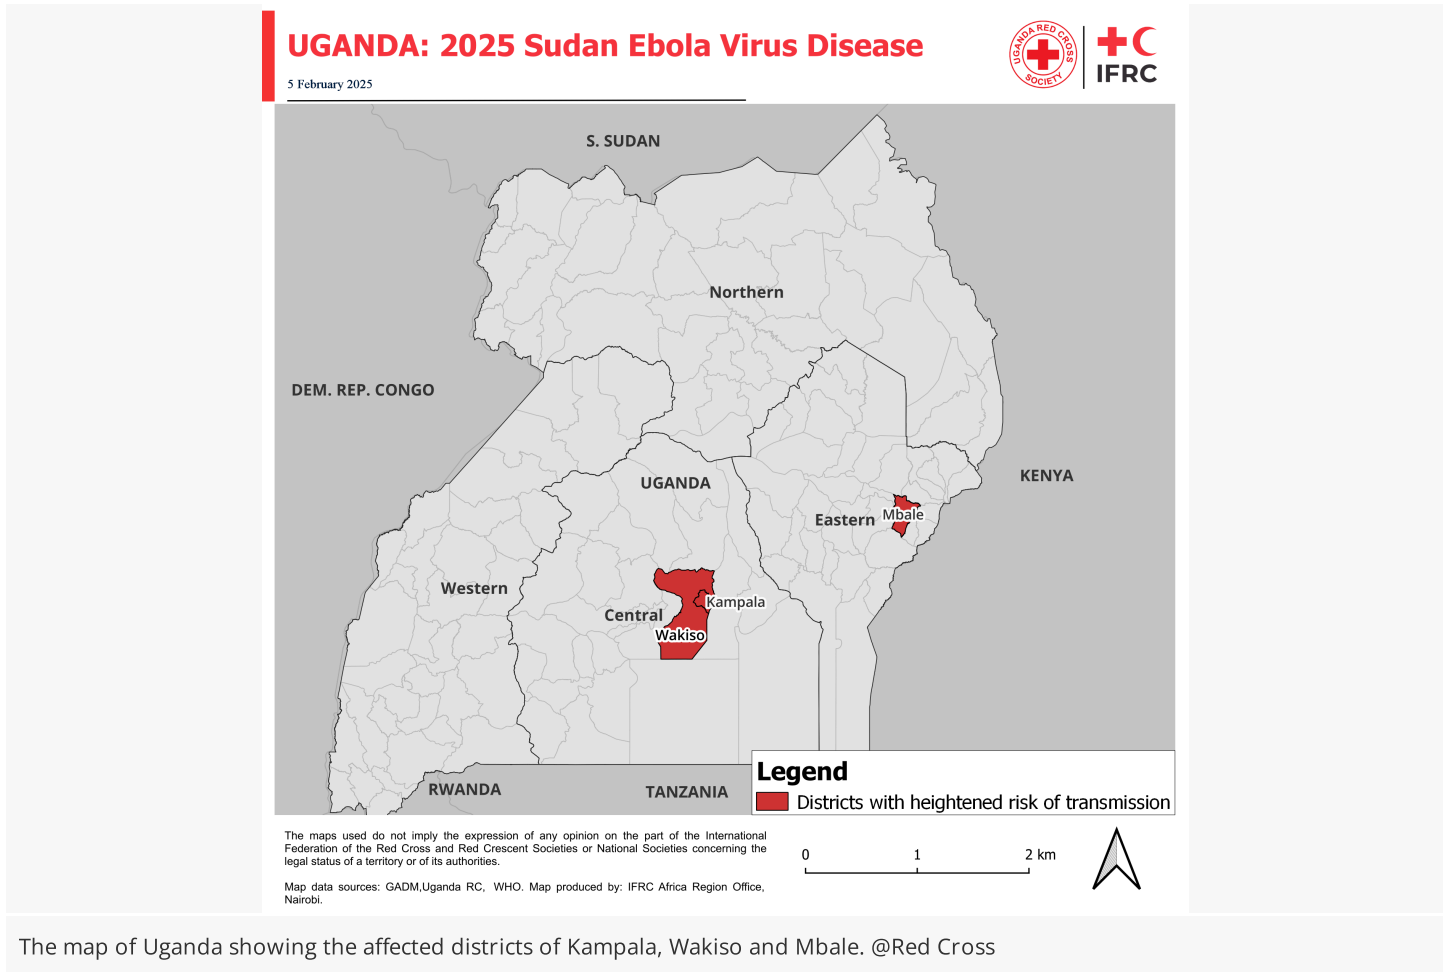 UGANDA: 2025 Sudan Ebola Virus Disease
5 February 2025
UGANDA RED CROSS
SOCIETY
IFRC
S. SUDAN
Northern
DEM. REP. CONGO
KENYA
UGANDA
Mbale
Eastern
Western
Kampala
Central
Wakiso
RWANDA
TANZANIA
Legend
Districts with heightened risk of transmission
The maps used do not imply the expression of any opinion on the part of the International
Federation of the Red Cross and Red Crescent Societies or National Societies concerning the
legal status of a territory or of its authorities.
Map data sources: GADM,Uganda RC, WHO. Map produced by: IFRC Africa Region Office,
Nairobi.
0 1 2 km
The map of Uganda showing the affected districts of Kampala, Wakiso and Mbale. @Red Cross